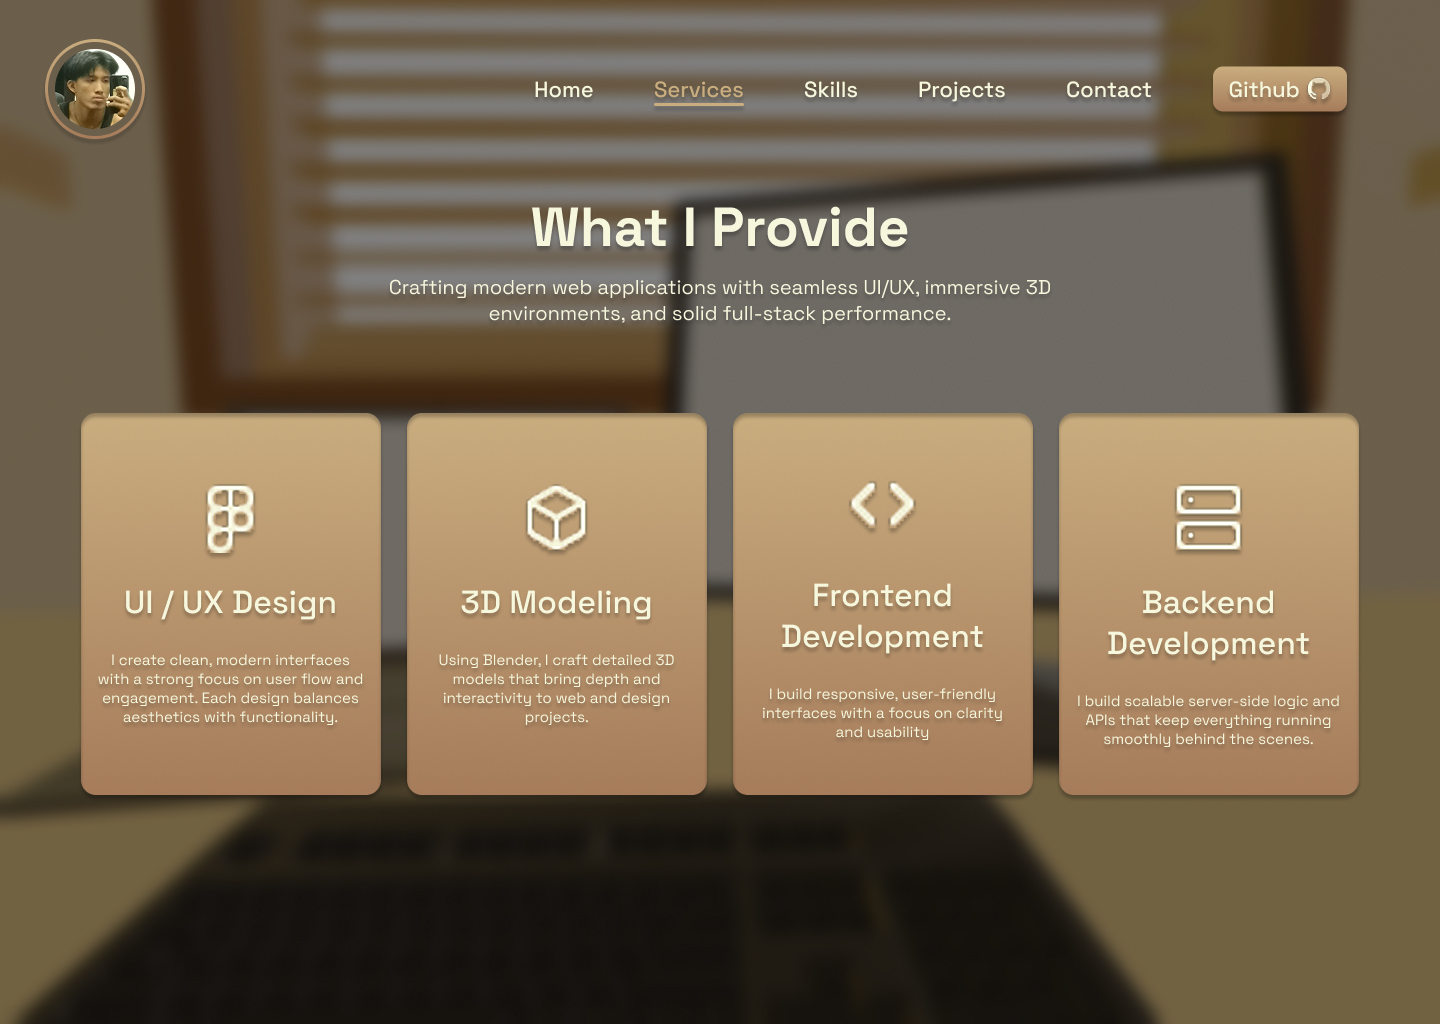 Home Services Skills Projects Contact Github
What I Provide
Crafting modern web applications with seamless UI/UX, immersive 3D
environments, and solid full-stack performance.
UI / UX Design
I create clean, modern interfaces
with a strong focus on user flow and
engagement. Each design balances
aesthetics with functionality.
3D Modeling
Using Blender, I craft detailed 3D
models that bring depth and
interactivity to web and design
projects.
Frontend
Development
I build responsive, user-friendly
interfaces with a focus on clarity
and usability
Backend
Development
I build scalable server-side logic and
APIs that keep everything running
smoothly behind the scenes.